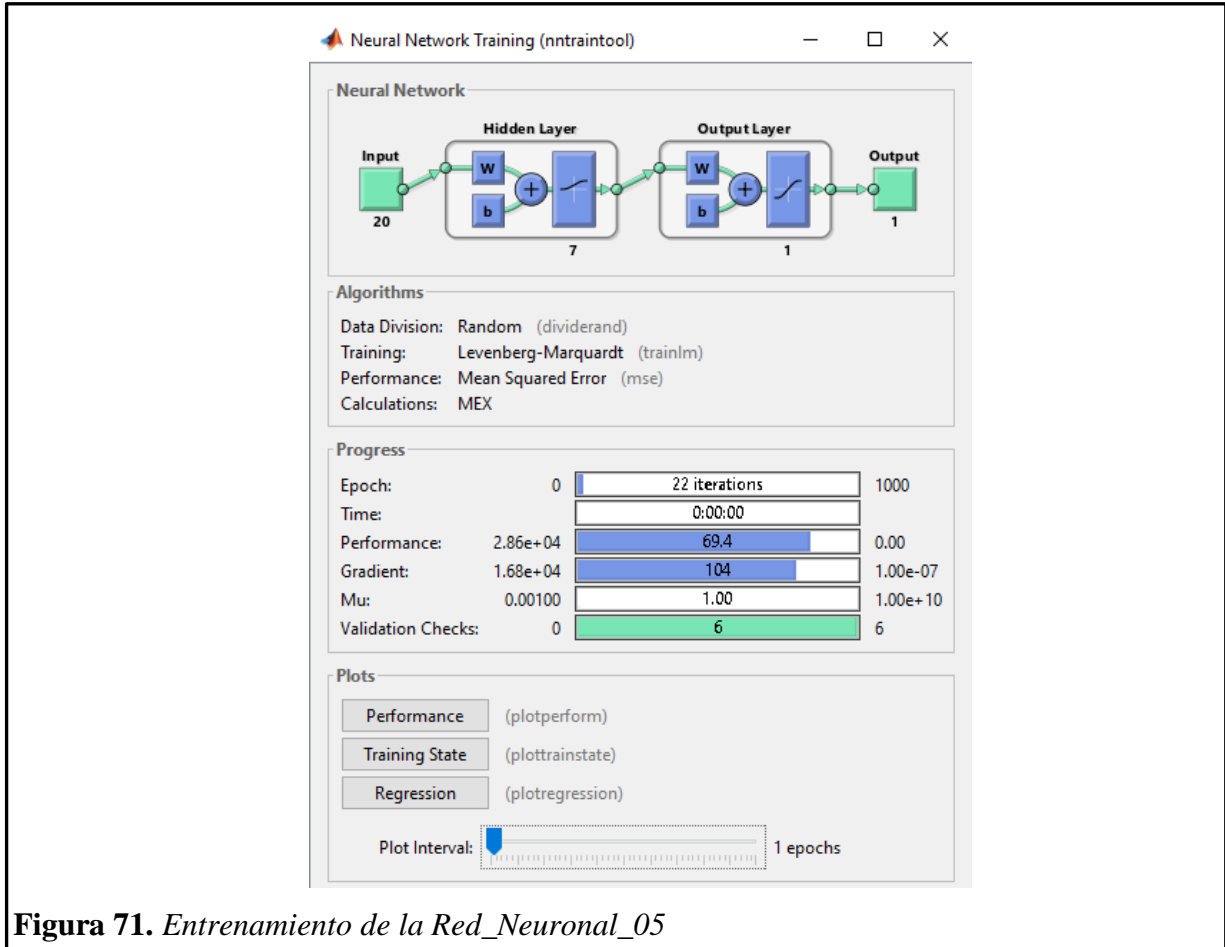 Neural Network Training (nntraintool)
Neural Network
Hidden Layer
Output Layer
Input
Output
W
W
b
b
20
7
1
1
Algorithms
Data Division: Random (dividerand)
Training: Levenberg-Marquardt (trainlm)
Performance: Mean Squared Error (mse)
Calculations: MEX
Progress
Epoch: 0 22 iterations 1000
Time: 0:00:00
Performance: 2.86e+04 69.4 0.00
Gradient: 1.68e+04 104 1.00e-07
Mu: 0.00100 1.00 1.00e+10
Validation Checks: 0 6 6
Plots
Performance (plotperform)
Training State (plottrainstate)
Regression (plotregression)
Plot Interval: 1 epochs
Figura 71. Entrenamiento de la Red_Neuronal_05